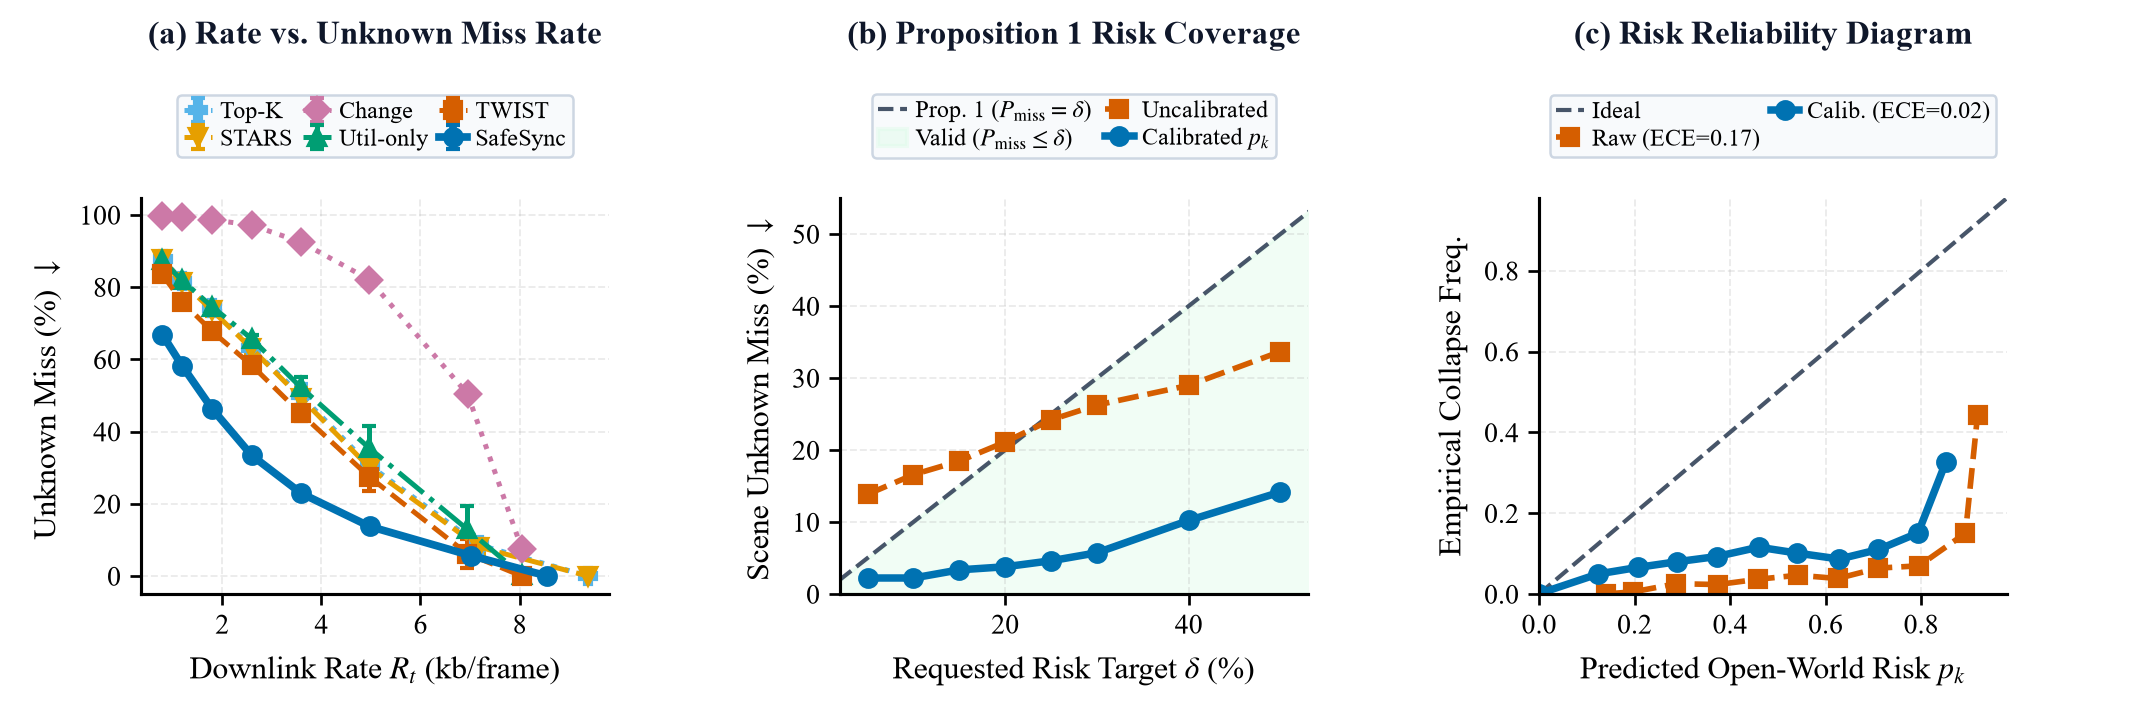 (a) Rate vs. Unknown Miss Rate
Top-K
Change
TWIST
STARS
Util-only
SafeSync
100
80
60
40
20
0
2
4
6
8
Unknown Miss (%) ↓
Downlink Rate Rₜ (kb/frame)
(b) Proposition 1 Risk Coverage
Prop. 1 (P_miss = δ)
Uncalibrated
Valid (P_miss ≤ δ)
Calibrated pₖ
50
40
30
20
10
0
20
40
Scene Unknown Miss (%) ↓
Requested Risk Target δ (%)
(c) Risk Reliability Diagram
Ideal
Calib. (ECE=0.02)
Raw (ECE=0.17)
0.8
0.6
0.4
0.2
0.0
0.0
0.2
0.4
0.6
0.8
Empirical Collapse Freq.
Predicted Open-World Risk pₖ